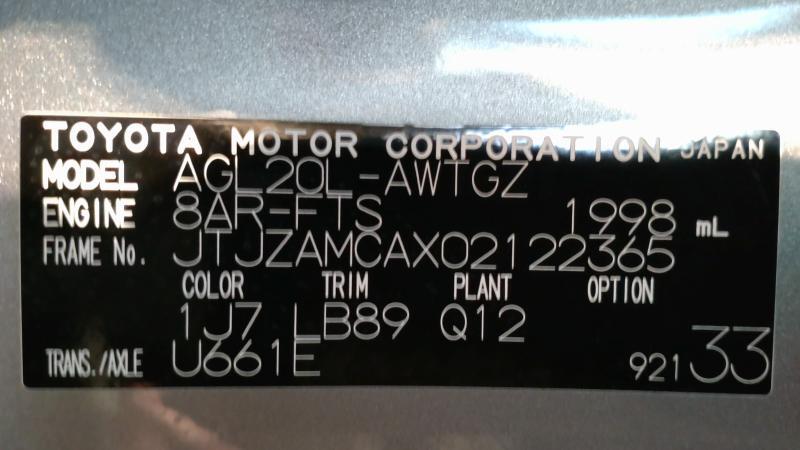 TOYOTA MOTOR CORPORATION JAPAN
MODEL AGL20L-AWTGZ
ENGINE 8AR-FTS 1998 mL
FRAME No. JTJZAMCAX02122365
COLOR TRIM PLANT OPTION
1J7 LB89 Q12
TRANS./AXLE U661E 921 33